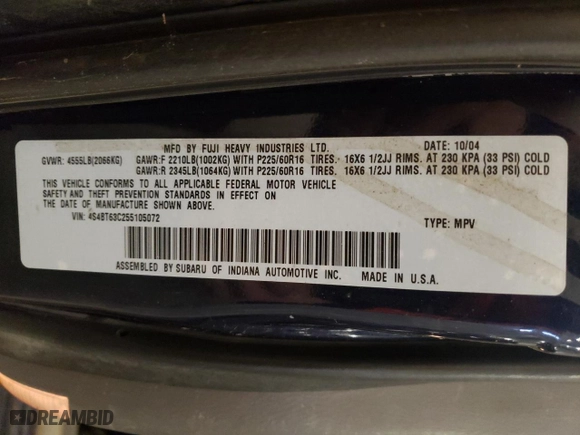 MFD BY FUJI HEAVY INDUSTRIES LTD. DATE: 10/04
GVWR: 4555LB(2066KG) GAWR:F 2210LB(1002KG) WITH P225/60R16 TIRES, 16X6 1/2JJ RIMS. AT 230 KPA (33 PSI) COLD
GAWR:R 2345LB(1064KG) WITH P225/60R16 TIRES. 16X6 1/2JJ RIMS. AT 230 KPA (33 PSI) COLD
THIS VEHICLE CONFORMS TO ALL APPLICABLE FEDERAL MOTOR VEHICLE
SAFETY AND THEFT PREVENTION STANDARDS IN EFFECT ON
THE DATE OF MANUFACTURE SHOWN ABOVE.
VIN: 4S4BT63C255105072 TYPE: MPV
ASSEMBLED BY SUBARU OF INDIANA AUTOMOTIVE INC. MADE IN U.S.A.
DREAMBID